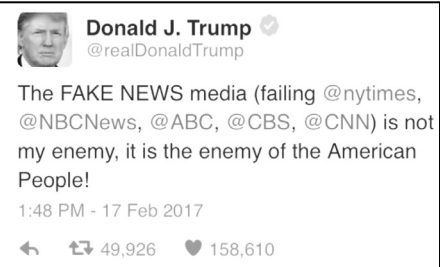 Donald J. Trump
@realDonaldTrump
The FAKE NEWS media (failing @nytimes,
@NBCNews, @ABC, @CBS, @CNN) is not
my enemy, it is the enemy of the American
People!
1:48 PM - 17 Feb 2017
49,926 158,610